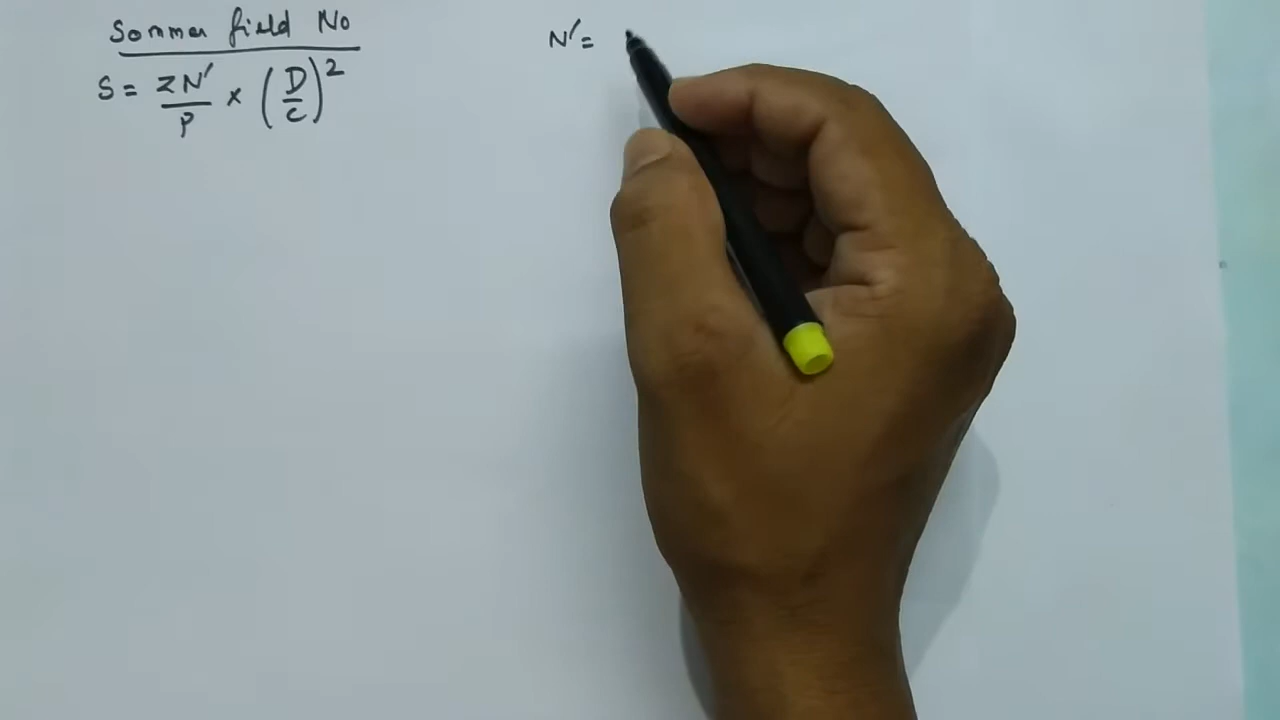 Sommer field No
S = ZN'/P × (D/C)²
N' =